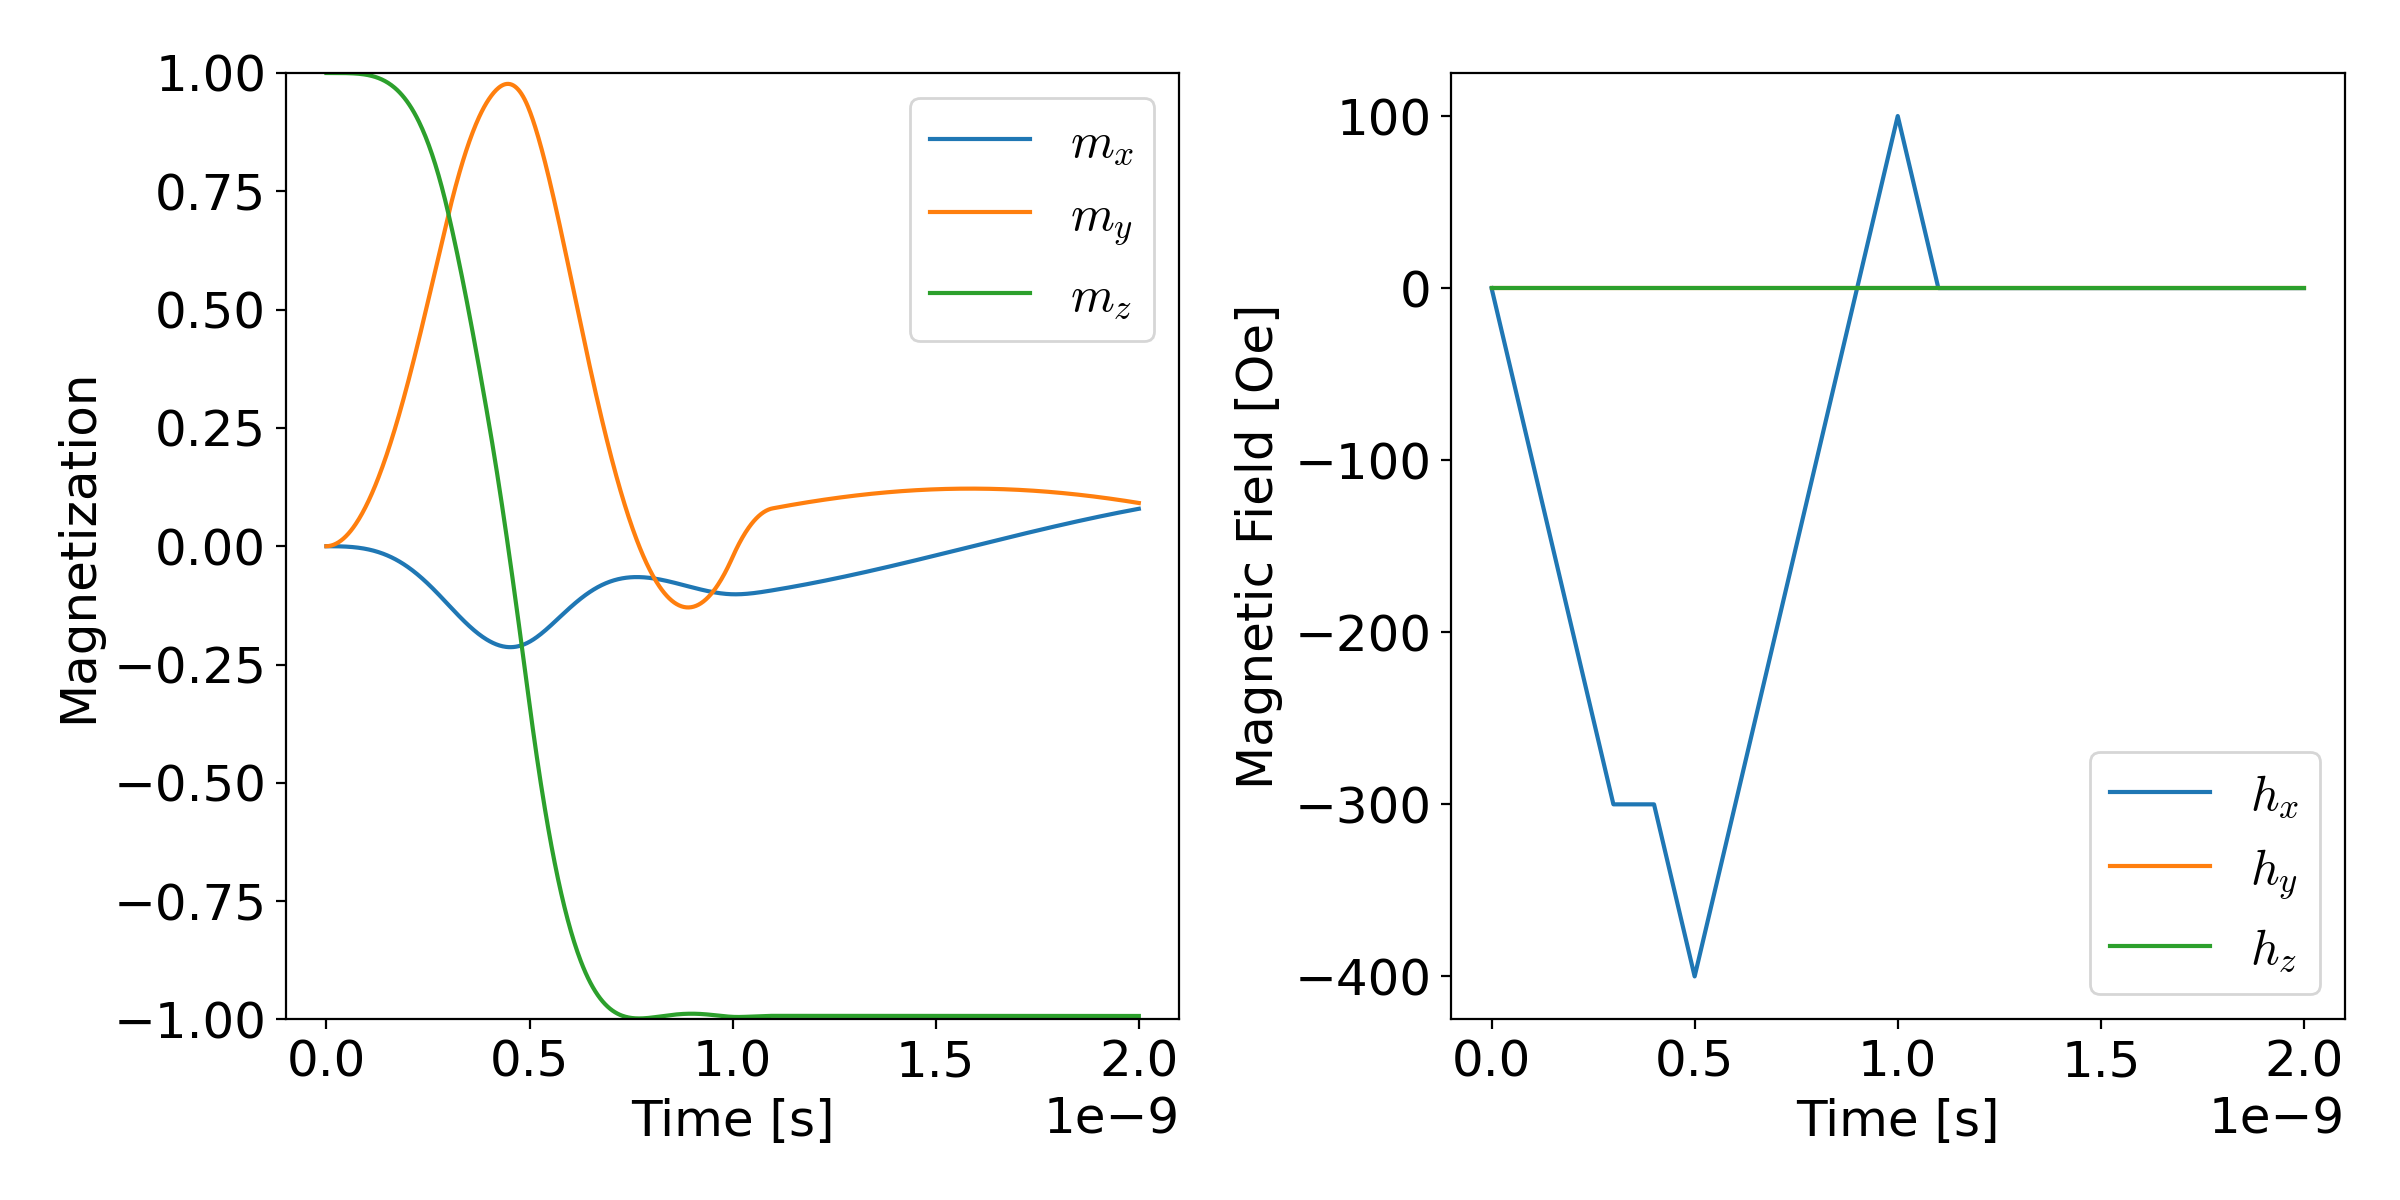 Magnetization
1.00
0.75
0.50
0.25
0.00
−0.25
−0.50
−0.75
−1.00
0.0 0.5 1.0 1.5 2.0
Time [s]
1e−9
m_x
m_y
m_z
Magnetic Field [Oe]
100
0
−100
−200
−300
−400
0.0 0.5 1.0 1.5 2.0
Time [s]
1e−9
h_x
h_y
h_z